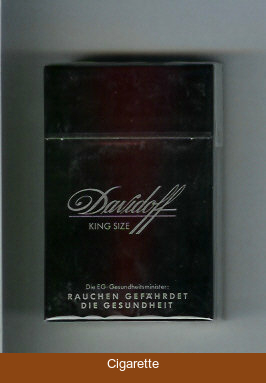 Davidoff
KING SIZE
Die EG-Gesundheitsminister:
RAUCHEN GEFÄHRDET
DIE GESUNDHEIT
Cigarette